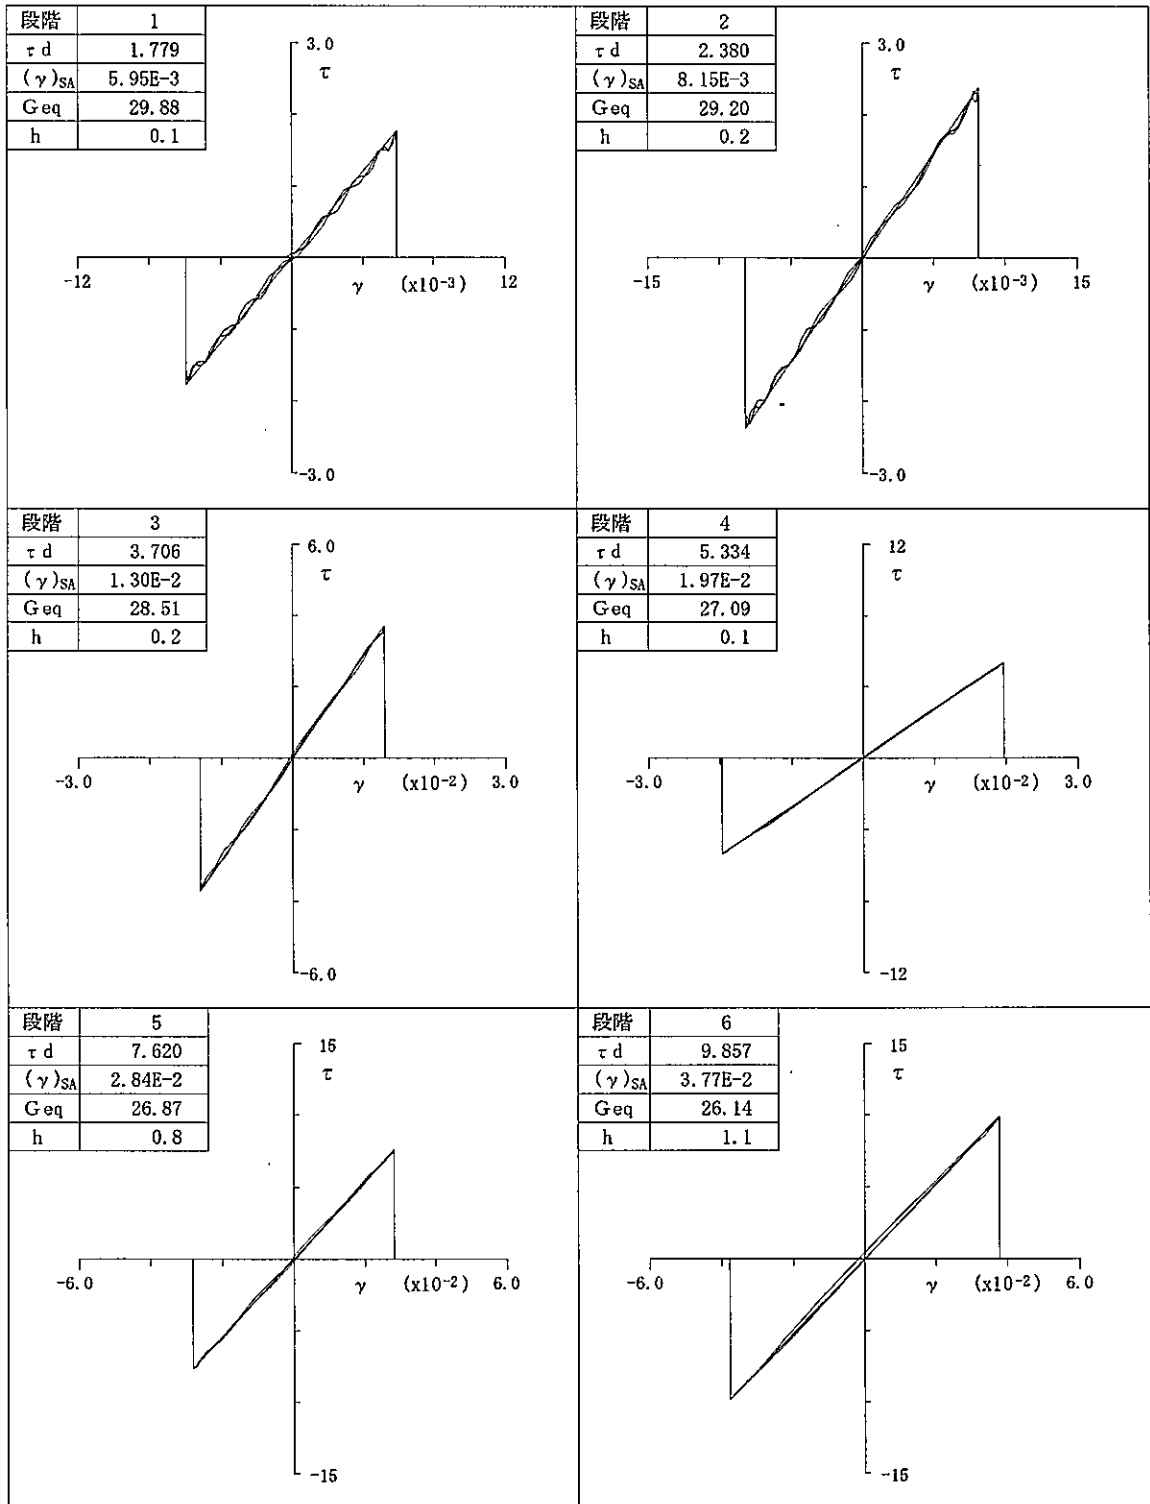 段階 1
τd 1.779
(γ)SA 5.95E-3
Geq 29.88
h 0.1
3.0
τ
-12 γ (x10-3) 12
-3.0
段階 2
τd 2.380
(γ)SA 8.15E-3
Geq 29.20
h 0.2
3.0
τ
-15 γ (x10-3) 15
-3.0
段階 3
τd 3.706
(γ)SA 1.30E-2
Geq 28.51
h 0.2
6.0
τ
-3.0 γ (x10-2) 3.0
-6.0
段階 4
τd 5.334
(γ)SA 1.97E-2
Geq 27.09
h 0.1
12
τ
-3.0 γ (x10-2) 3.0
-12
段階 5
τd 7.620
(γ)SA 2.84E-2
Geq 26.87
h 0.8
15
τ
-6.0 γ (x10-2) 6.0
-15
段階 6
τd 9.857
(γ)SA 3.77E-2
Geq 26.14
h 1.1
15
τ
-6.0 γ (x10-2) 6.0
-15